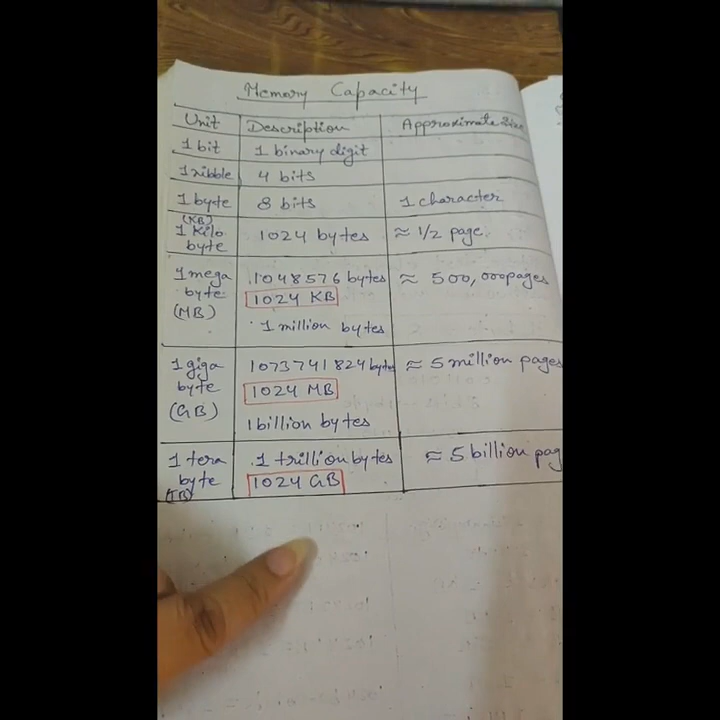 Memory Capacity
Unit Description Approximate Size
1 bit 1 binary digit
1 nibble 4 bits
1 byte 8 bits 1 character
(KB)
1 Kilo byte 1024 bytes ≈ 1/2 page.
1 mega byte (MB) 1048576 bytes ≈ 500,000 pages
1024 KB
1 million bytes
1 giga byte (GB) 1073741824 bytes ≈ 5 million pages
1024 MB
1 billion bytes
1 tera byte (TB) 1 trillion bytes ≈ 5 billion pag
1024 GB